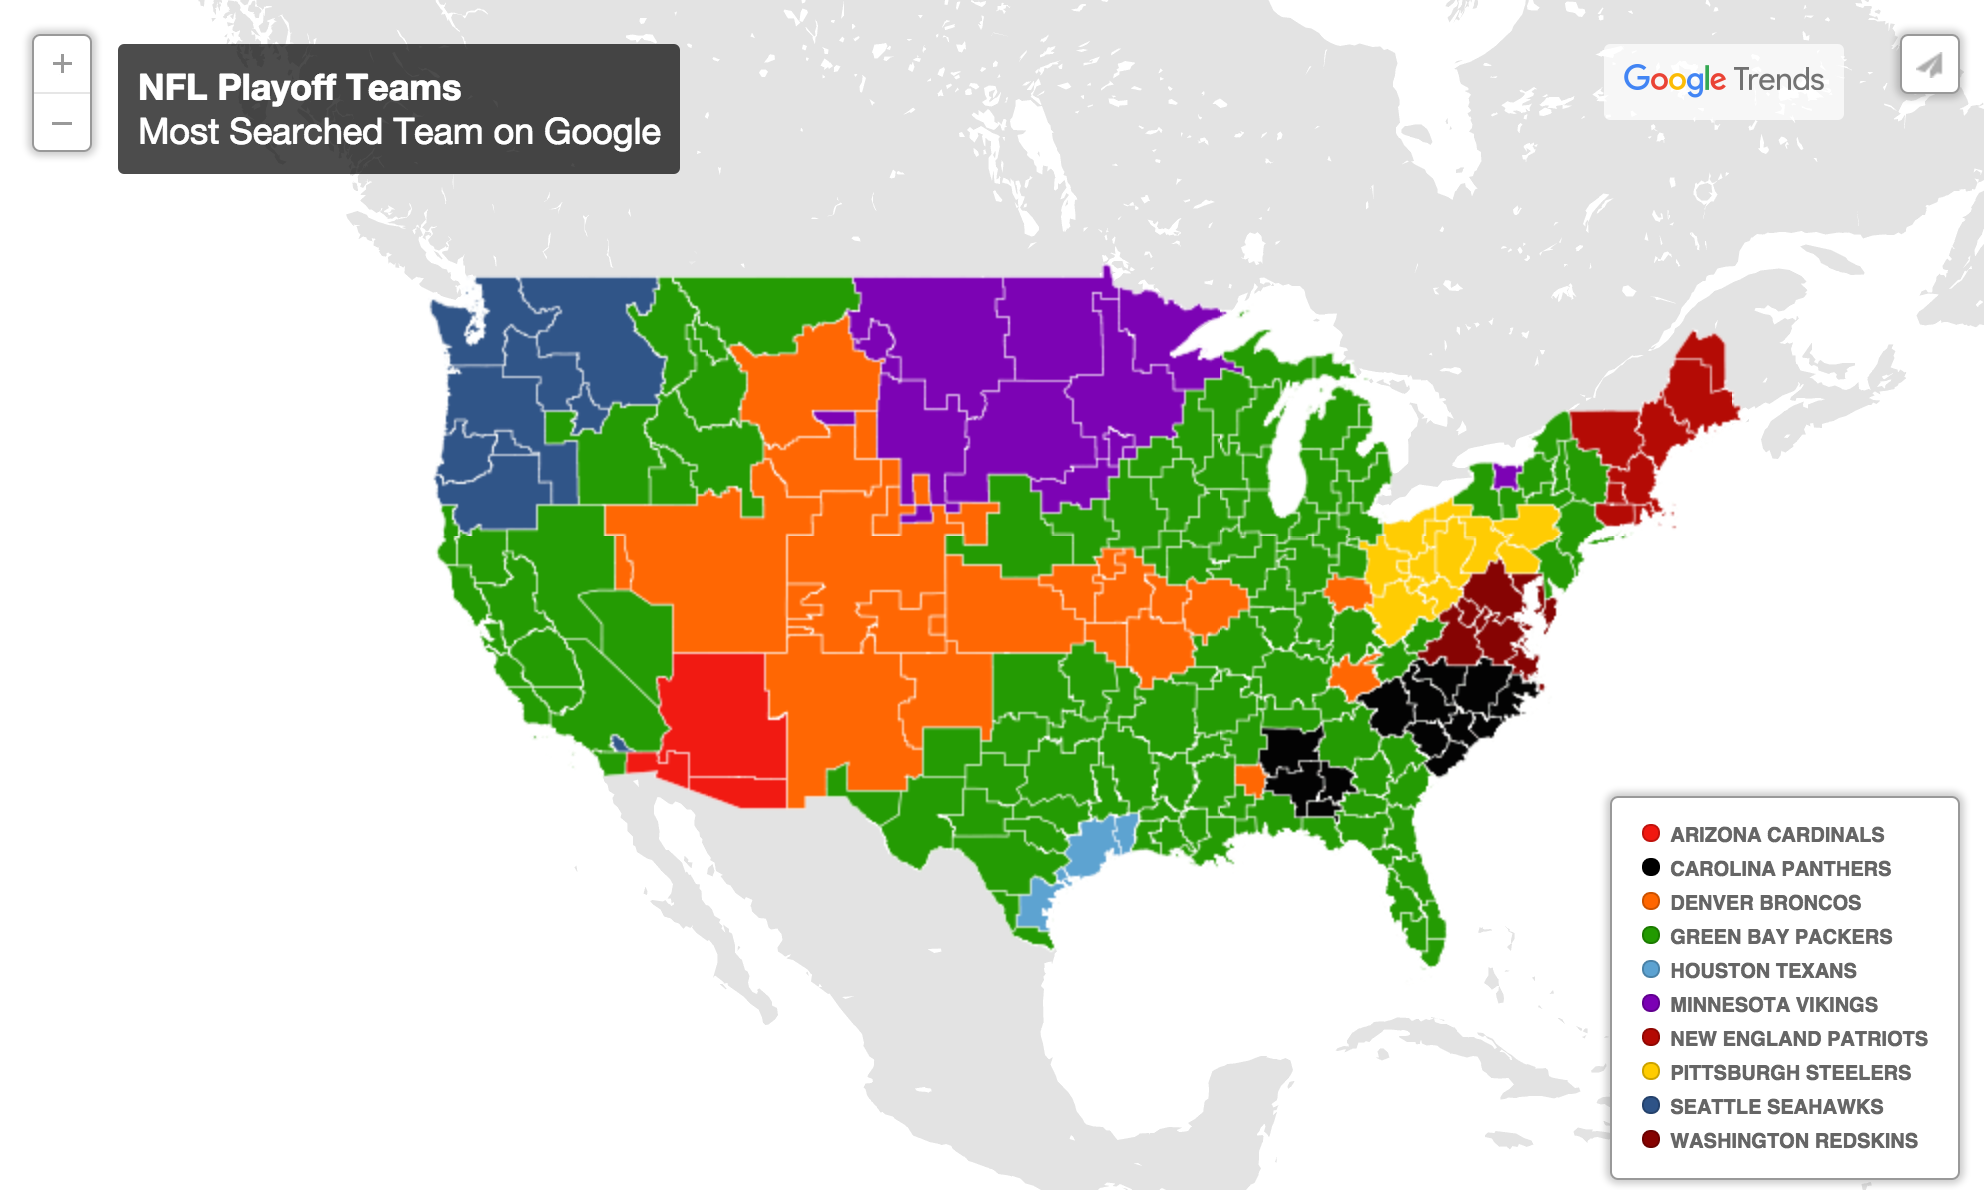 +
−
NFL Playoff Teams
Most Searched Team on Google
Google Trends
ARIZONA CARDINALS
CAROLINA PANTHERS
DENVER BRONCOS
GREEN BAY PACKERS
HOUSTON TEXANS
MINNESOTA VIKINGS
NEW ENGLAND PATRIOTS
PITTSBURGH STEELERS
SEATTLE SEAHAWKS
WASHINGTON REDSKINS